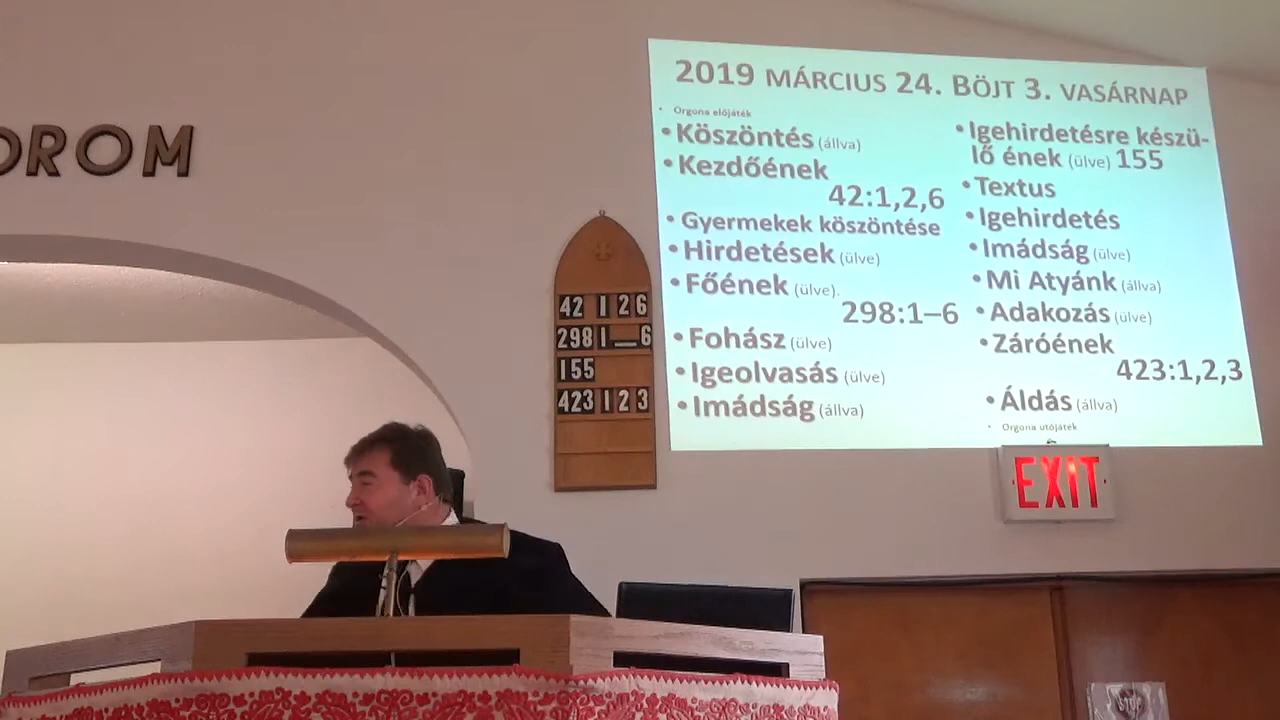 OROM
2019 MÁRCIUS 24. BÖJT 3. VASÁRNAP
• Orgona előjáték
• Köszöntés (állva)
• Kezdőének
42:1,2,6
• Gyermekek köszöntése
• Hirdetések (ülve)
• Főének (ülve).
298:1–6
• Fohász (ülve)
• Igeolvasás (ülve)
• Imádság (állva)
• Igehirdetésre készü-
lő ének (ülve) 155
• Textus
• Igehirdetés
• Imádság (ülve)
• Mi Atyánk (állva)
• Adakozás (ülve)
• Záróének
423:1,2,3
• Áldás (állva)
• Orgona utójáték
42 1 2 6
298 1 — 6
155
423 1 2 3
EXIT
STOP